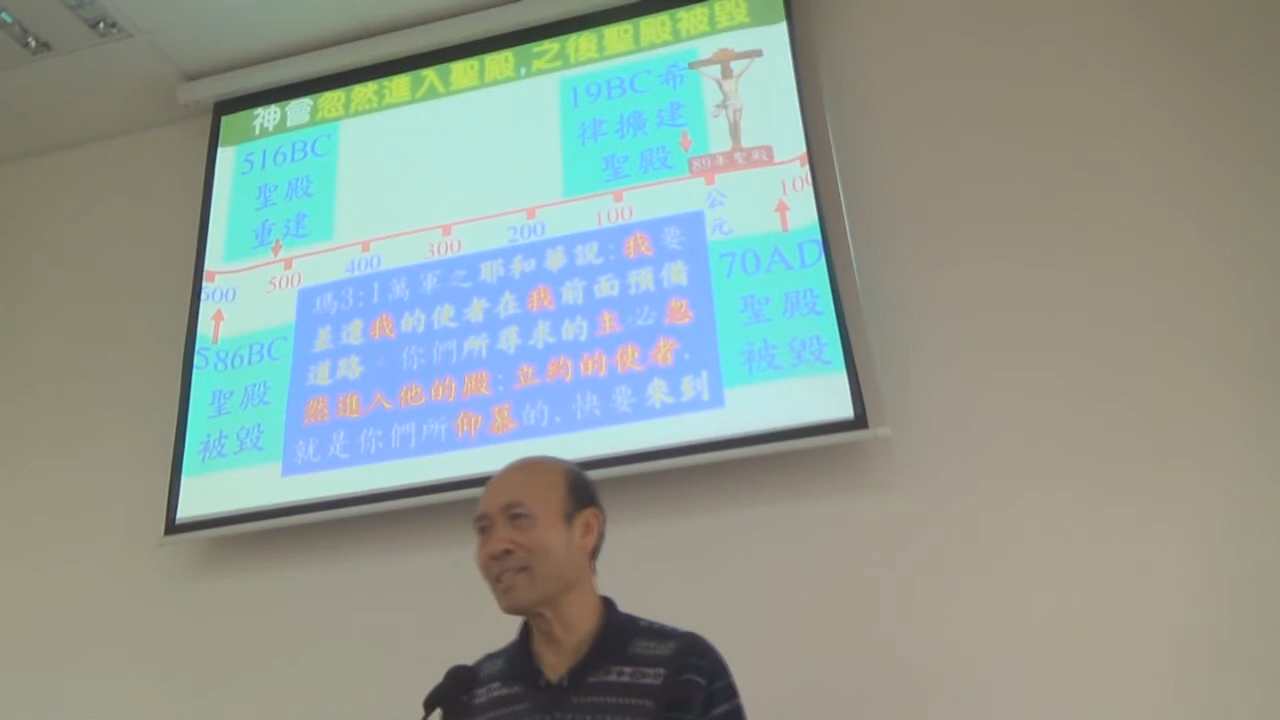 神會忽然進入聖殿,之後聖殿被毀
516BC
聖殿
重建
19BC希
律擴建
聖殿
89年聖殿
500
400
300
200
100
公
元
100
瑪3:1萬軍之耶和華說:我要
差遣我的使者在我前面預備
道路。你們所尋求的主,必忽
然進入他的殿;立約的使者,
就是你們所仰慕的,快要來到
586BC
聖殿
被毀
70AD
聖殿
被毀